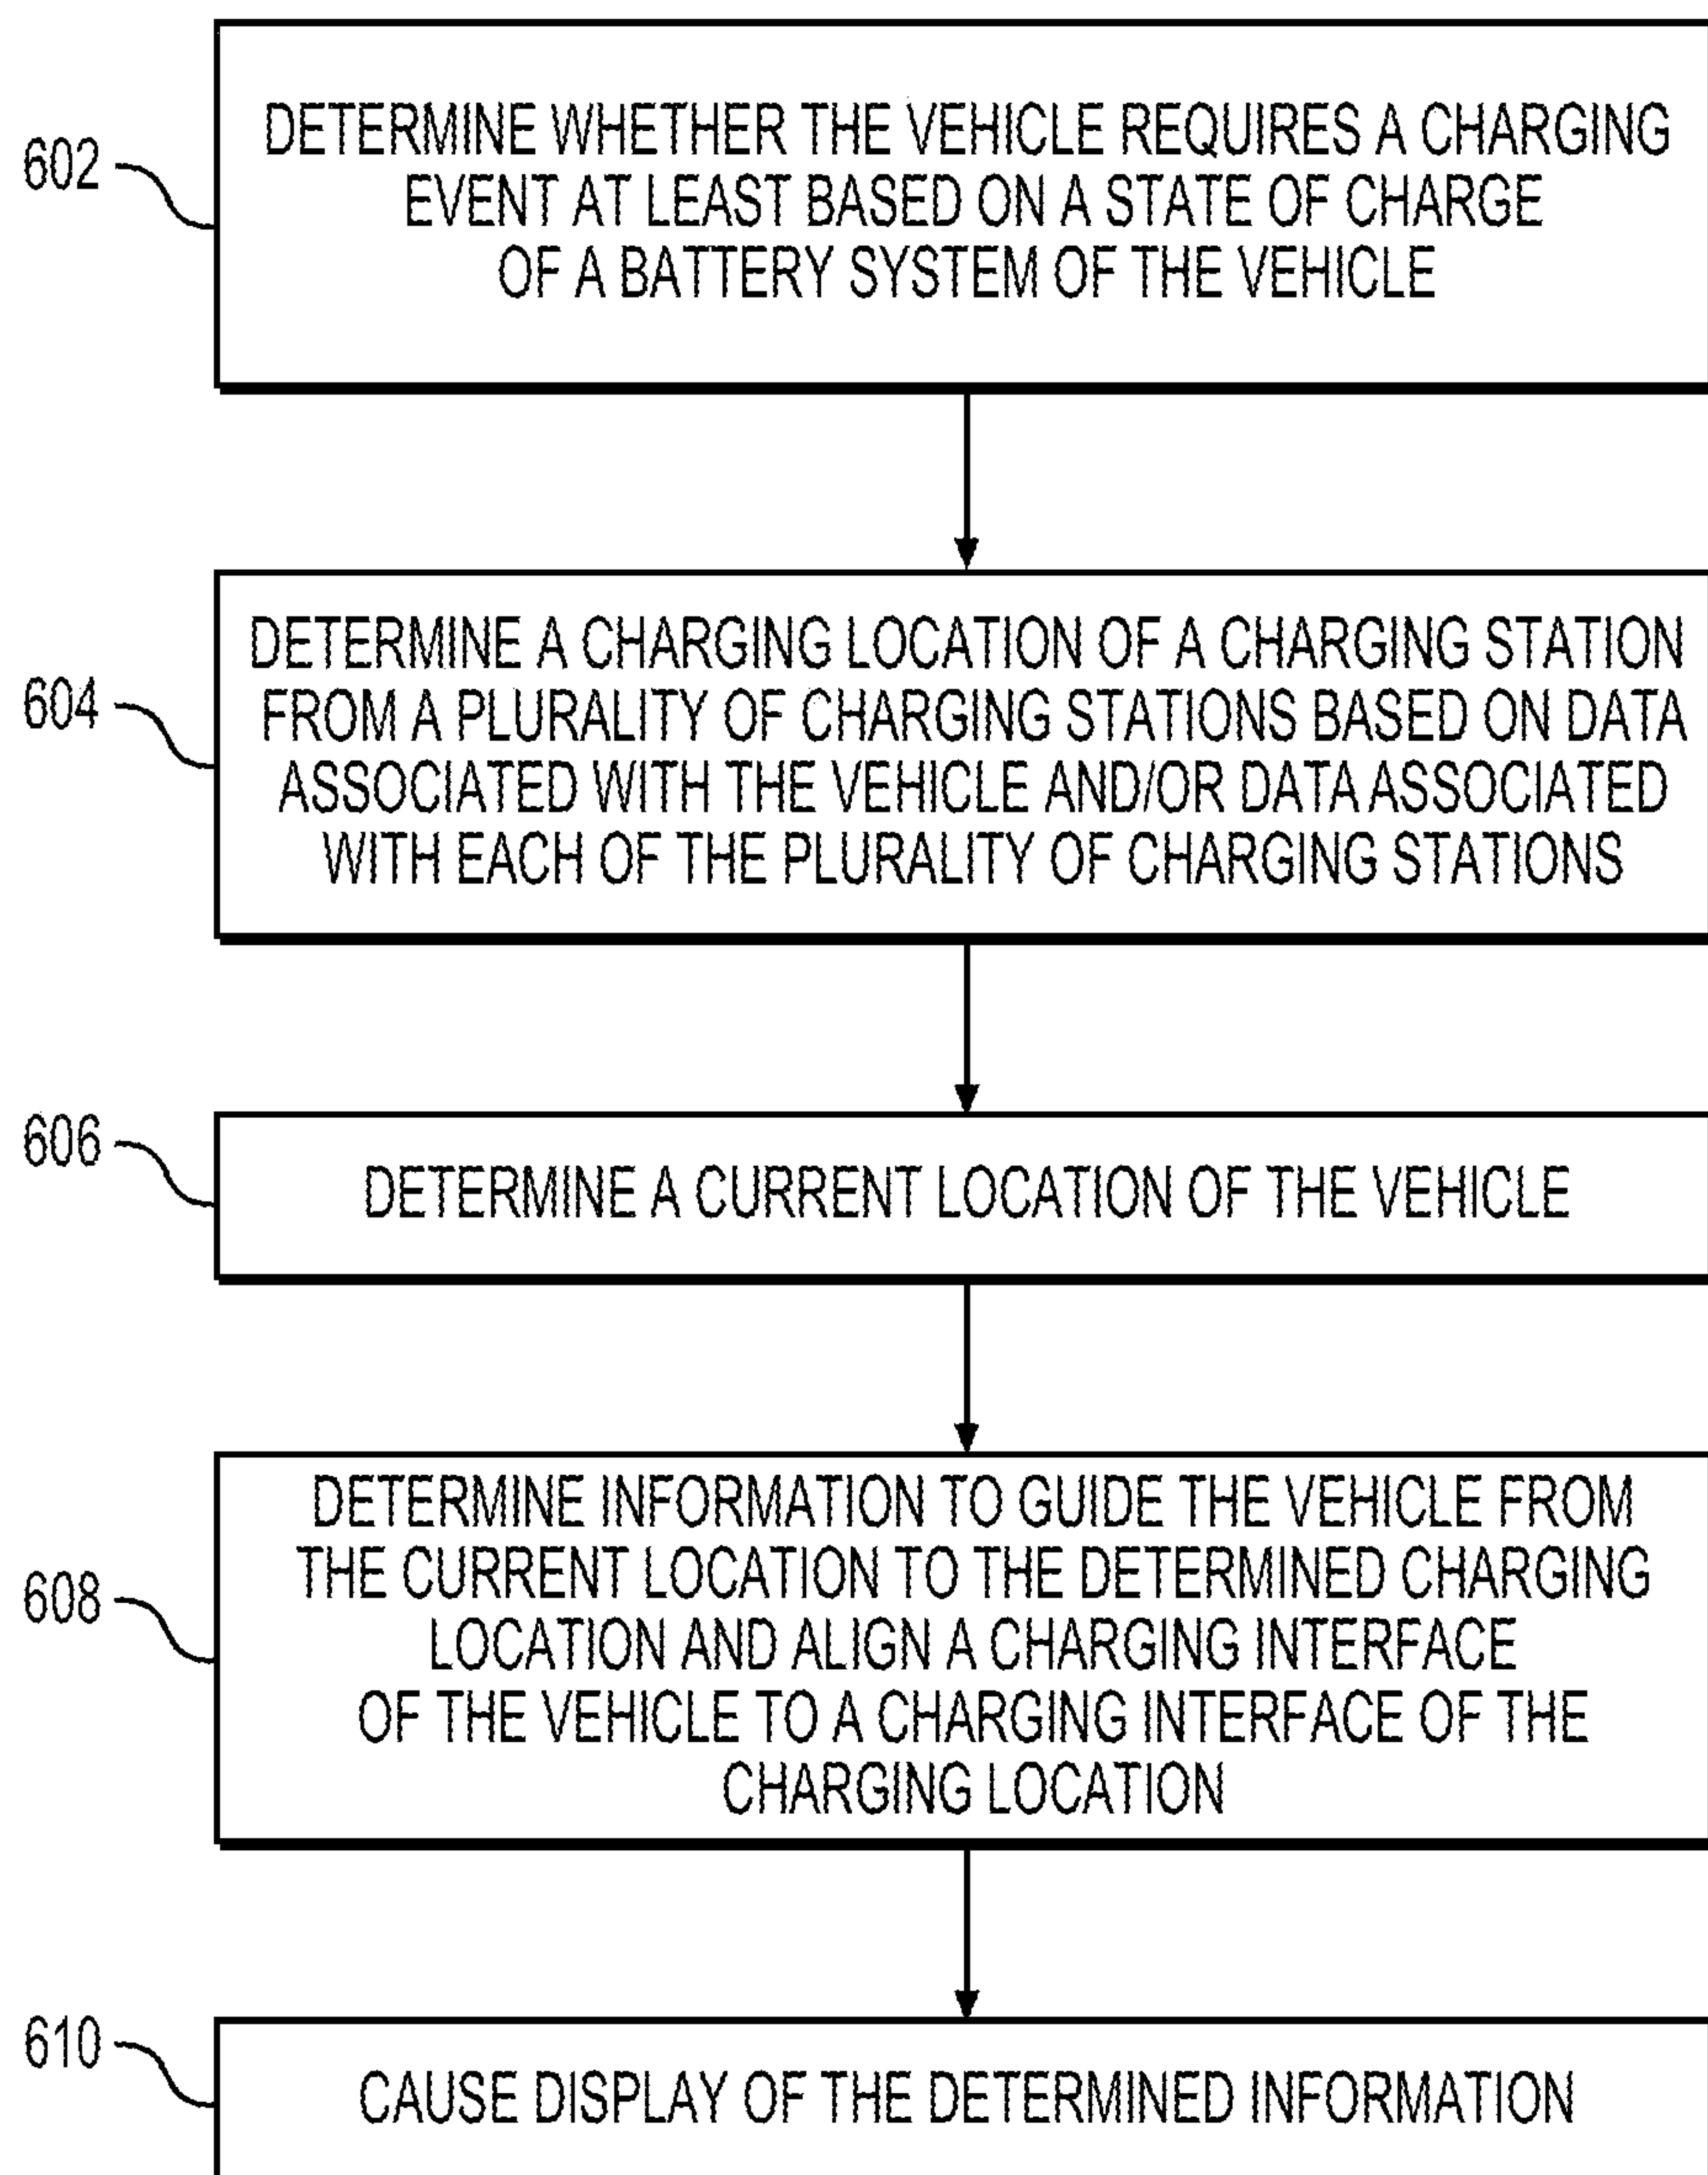 602
DETERMINE WHETHER THE VEHICLE REQUIRES A CHARGING
EVENT AT LEAST BASED ON A STATE OF CHARGE
OF A BATTERY SYSTEM OF THE VEHICLE
604
DETERMINE A CHARGING LOCATION OF A CHARGING STATION
FROM A PLURALITY OF CHARGING STATIONS BASED ON DATA
ASSOCIATED WITH THE VEHICLE AND/OR DATA ASSOCIATED
WITH EACH OF THE PLURALITY OF CHARGING STATIONS
606
DETERMINE A CURRENT LOCATION OF THE VEHICLE
608
DETERMINE INFORMATION TO GUIDE THE VEHICLE FROM
THE CURRENT LOCATION TO THE DETERMINED CHARGING
LOCATION AND ALIGN A CHARGING INTERFACE
OF THE VEHICLE TO A CHARGING INTERFACE OF THE
CHARGING LOCATION
610
CAUSE DISPLAY OF THE DETERMINED INFORMATION